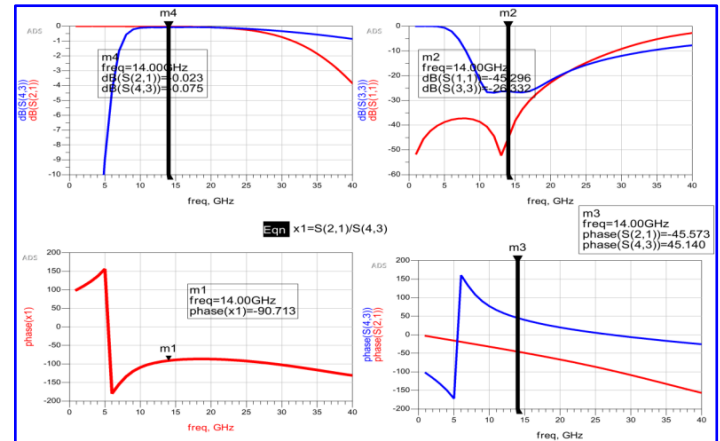 m4
ADS
m4
freq=14.00GHz
dB(S(2,1))=-0.023
dB(S(4,3))=-0.075
dB(S(4,3))
dB(S(2,1))
0
-1
-2
-3
-4
-5
-6
-7
-8
-9
-10
0 5 10 15 20 25 30 35 40
freq, GHz
m2
ADS
m2
freq=14.00GHz
dB(S(1,1))=-45.296
dB(S(3,3))=-26.332
dB(S(3,3))
dB(S(1,1))
0
-10
-20
-30
-40
-50
-60
0 5 10 15 20 25 30 35 40
freq, GHz
Eqn x1=S(2,1)/S(4,3)
m3
freq=14.00GHz
phase(S(2,1))=-45.573
phase(S(4,3))=45.140
ADS
m1
freq=14.00GHz
phase(x1)=-90.713
m1
phase(x1)
200
150
100
50
0
-50
-100
-150
-200
0 5 10 15 20 25 30 35 40
freq, GHz
m3
ADS
phase(S(4,3))
phase(S(2,1))
200
150
100
50
0
-50
-100
-150
-200
0 5 10 15 20 25 30 35 40
freq, GHz